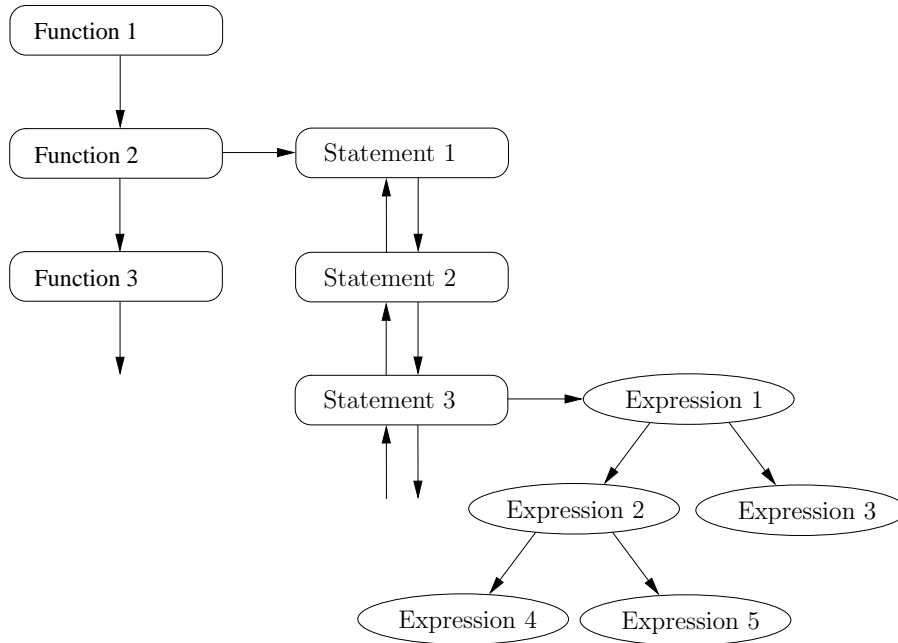 Function 1
Function 2
Statement 1
Function 3
Statement 2
Statement 3
Expression 1
Expression 2
Expression 3
Expression 4
Expression 5